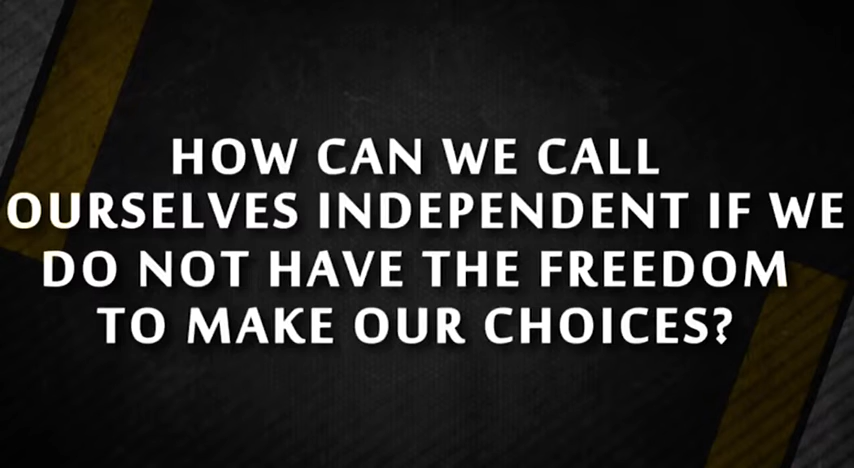 HOW CAN WE CALL
OURSELVES INDEPENDENT IF WE
DO NOT HAVE THE FREEDOM
TO MAKE OUR CHOICES?